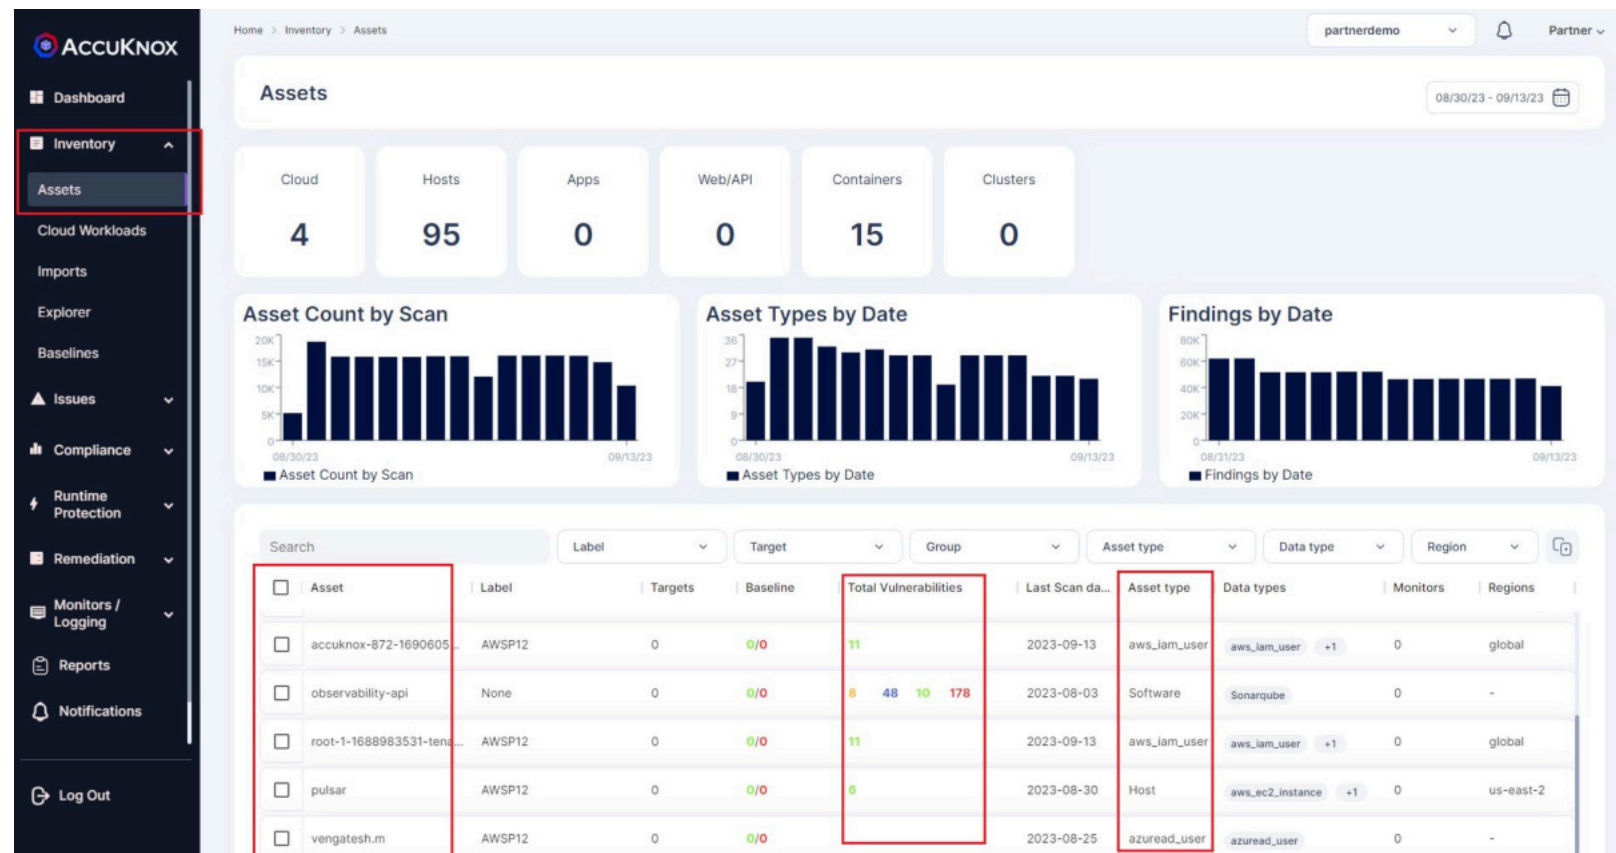 ACCUKNOX
Dashboard
Inventory
Assets
Cloud Workloads
Imports
Explorer
Baselines
Issues
Compliance
Runtime
Protection
Remediation
Monitors /
Logging
Reports
Notifications
Log Out
Home > Inventory > Assets
partnerdemo
Partner
Assets
08/30/23 - 09/13/23
Cloud Hosts Apps Web/API Containers Clusters
4 95 0 0 15 0
Asset Count by Scan
20K
15K
10K
5K
0
08/30/23 09/13/23
Asset Count by Scan
Asset Types by Date
36
27
18
9
0
08/30/23 09/13/23
Asset Types by Date
Findings by Date
80K
60K
40K
20K
0
08/31/23 09/13/23
Findings by Date
Search Label Target Group Asset type Data type Region
Asset Label Targets Baseline Total Vulnerabilities Last Scan da... Asset type Data types Monitors Regions
accuknox-872-1690605... AWSP12 0 0/0 11 2023-09-13 aws_iam_user aws_iam_user +1 0 global
observability-api None 0 0/0 8 48 10 178 2023-08-03 Software Sonarqube 0 -
root-1-1688983531-tena... AWSP12 0 0/0 11 2023-09-13 aws_iam_user aws_iam_user +1 0 global
pulsar AWSP12 0 0/0 6 2023-08-30 Host aws_ec2_instance +1 0 us-east-2
vengatesh.m AWSP12 0 0/0 2023-08-25 azuread_user azuread_user 0 -